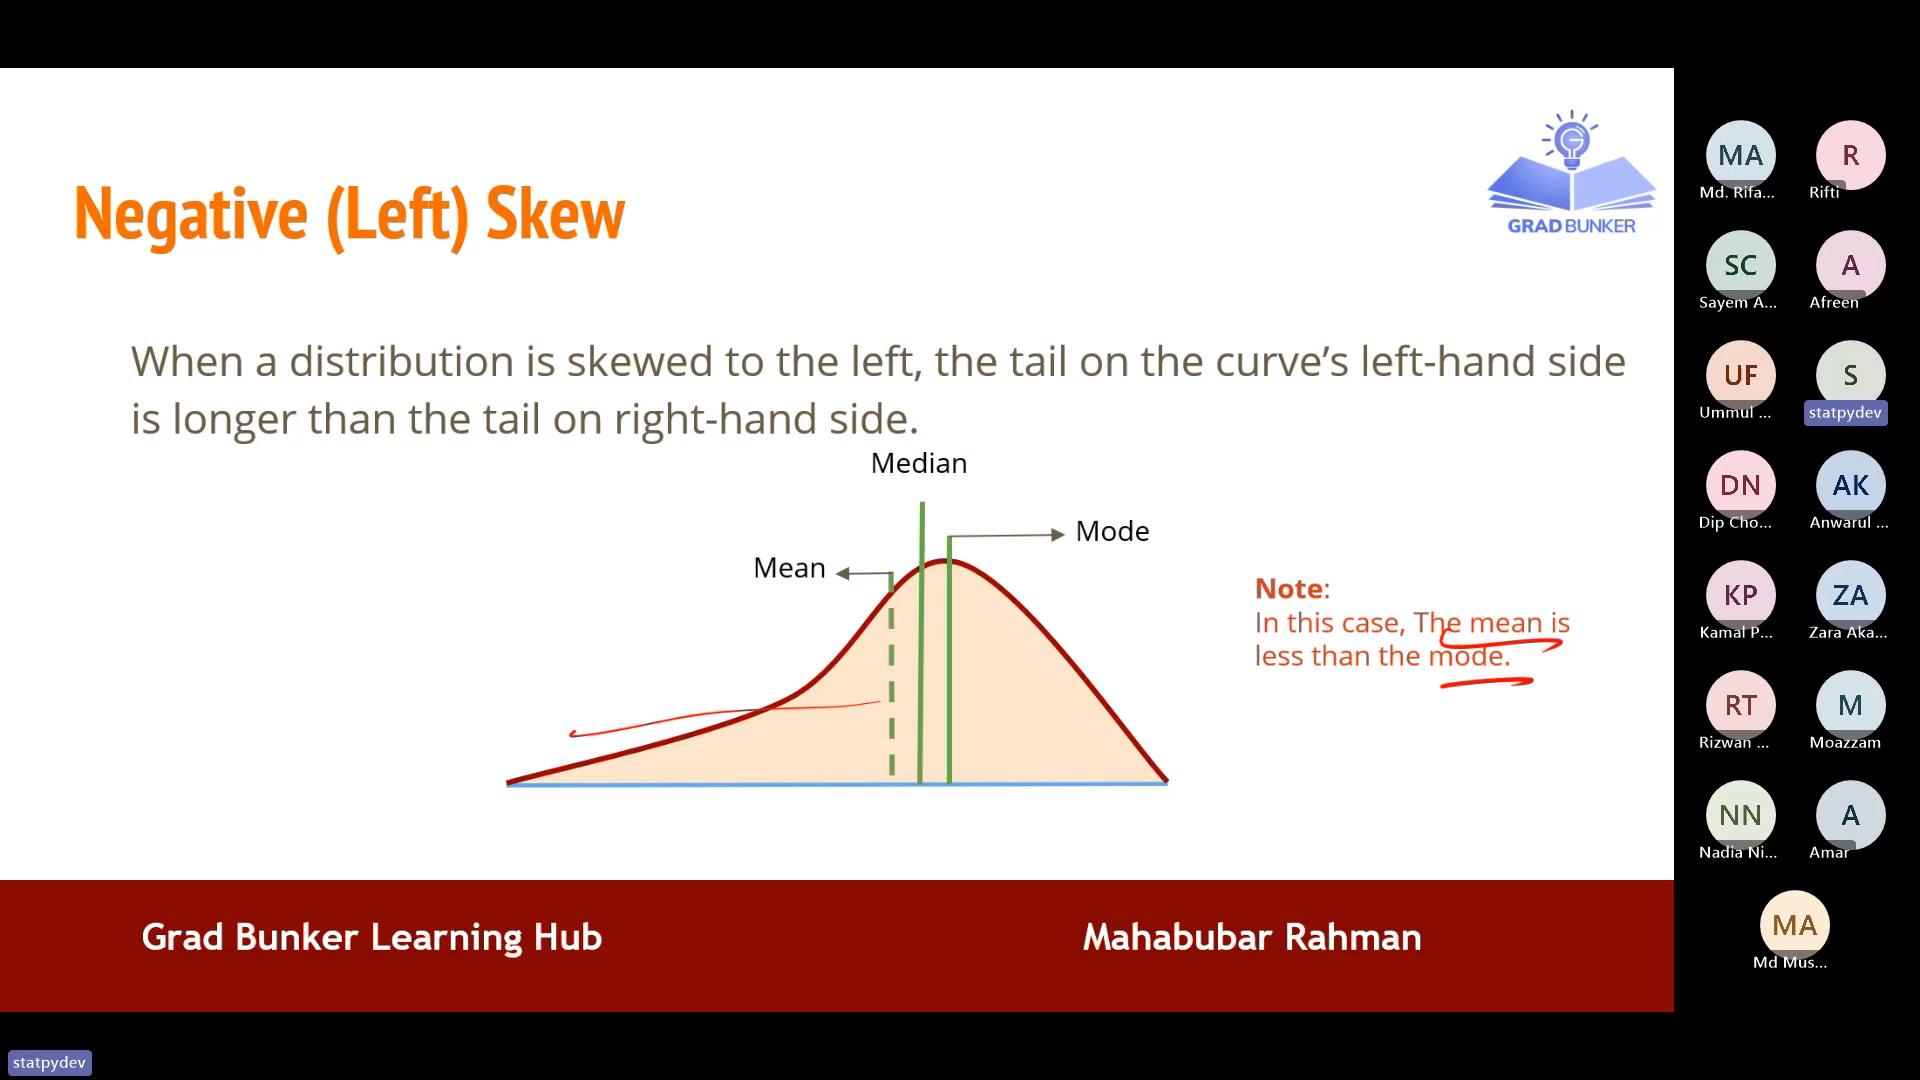 GRAD BUNKER
Negative (Left) Skew
When a distribution is skewed to the left, the tail on the curve’s left-hand side
is longer than the tail on right-hand side.
Median
Mode
Mean
Note:
In this case, The mean is
less than the mode.
Grad Bunker Learning Hub
Mahabubar Rahman
MA
Md. Rifa...
R
Rifti
SC
Sayem A...
A
Afreen
UF
Ummul ...
S
statpydev
DN
Dip Cho...
AK
Anwarul ...
KP
Kamal P...
ZA
Zara Aka...
RT
Rizwan ...
M
Moazzam
NN
Nadia Ni...
A
Amar
MA
Md Mus...
statpydev